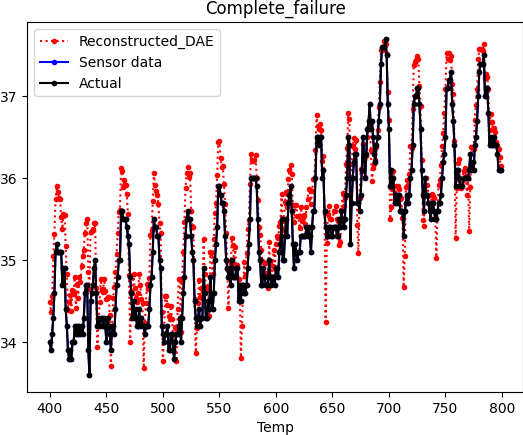 Complete_failure
Reconstructed_DAE
Sensor data
Actual
37
36
35
34
400 450 500 550 600 650 700 750 800
Temp